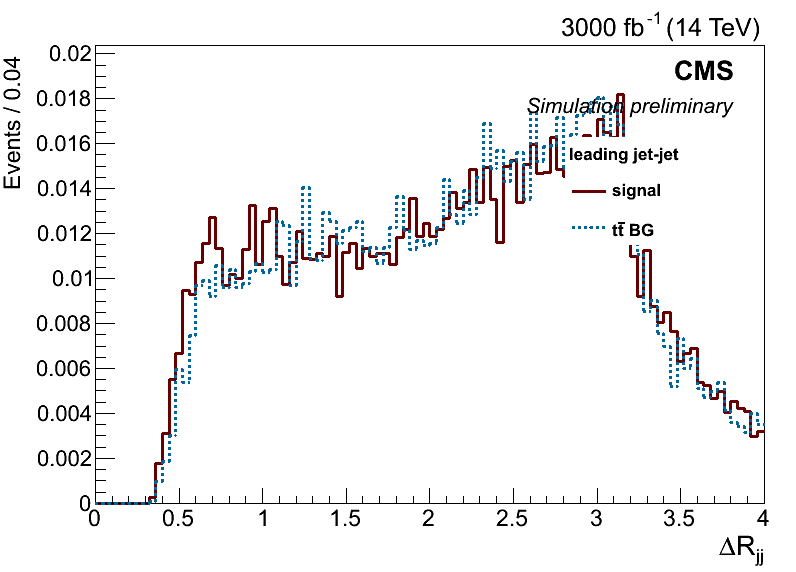 3000 fb⁻¹ (14 TeV)
CMS
Simulation preliminary
leading jet-jet
signal
tt̄ BG
Events / 0.04
0.02
0.018
0.016
0.014
0.012
0.01
0.008
0.006
0.004
0.002
0
0 0.5 1 1.5 2 2.5 3 3.5 4
ΔRjj